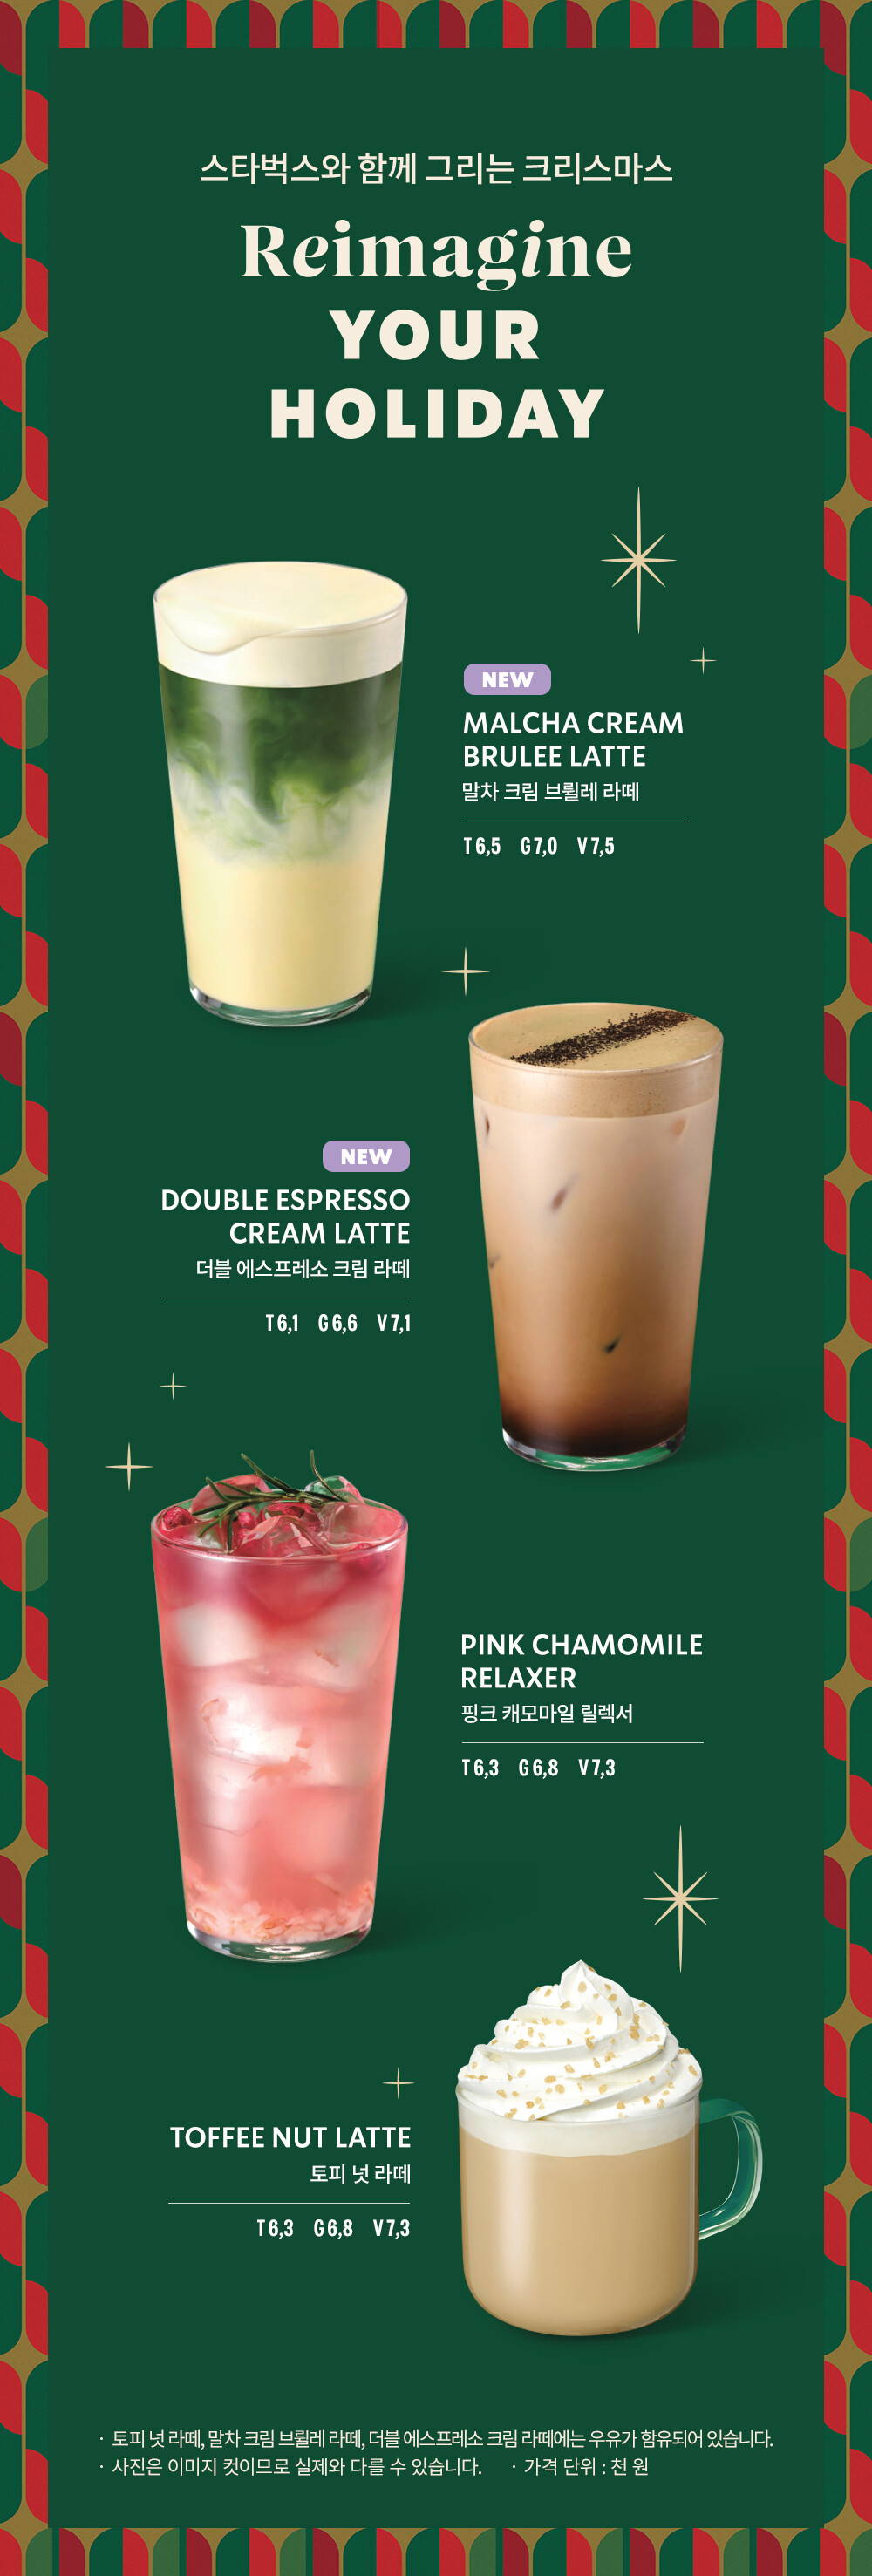 스타벅스와 함께 그리는 크리스마스
Reimagine
YOUR
HOLIDAY
NEW
MALCHA CREAM
BRULEE LATTE
말차 크림 브륄레 라떼
T 6,5 G 7,0 V 7,5
NEW
DOUBLE ESPRESSO
CREAM LATTE
더블 에스프레소 크림 라떼
T 6,1 G 6,6 V 7,1
PINK CHAMOMILE
RELAXER
핑크 캐모마일 릴렉서
T 6,3 G 6,8 V 7,3
TOFFEE NUT LATTE
토피 넛 라떼
T 6,3 G 6,8 V 7,3
· 토피 넛 라떼, 말차 크림 브륄레 라떼, 더블 에스프레소 크림 라떼에는 우유가 함유되어 있습니다.
· 사진은 이미지 컷이므로 실제와 다를 수 있습니다. · 가격 단위 : 천 원